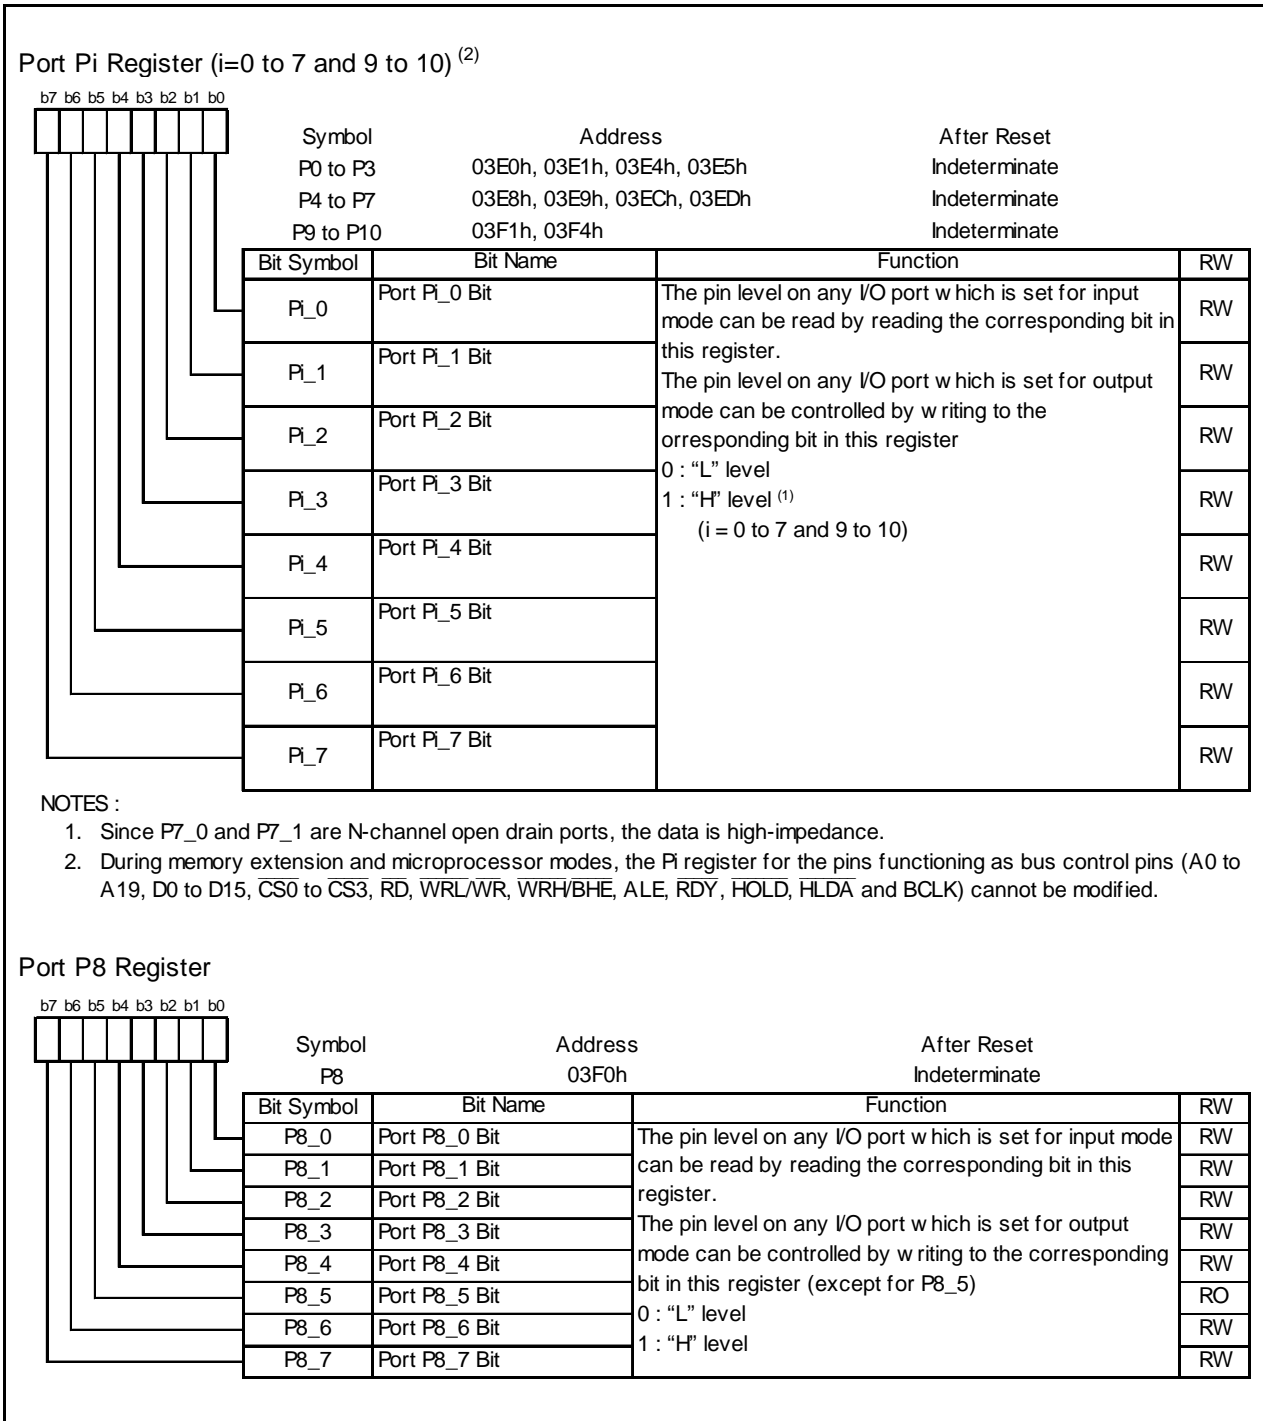 Port Pi Register (i=0 to 7 and 9 to 10) (2)
b7 b6 b5 b4 b3 b2 b1 b0
Symbol Address After Reset
P0 to P3 03E0h, 03E1h, 03E4h, 03E5h Indeterminate
P4 to P7 03E8h, 03E9h, 03ECh, 03EDh Indeterminate
P9 to P10 03F1h, 03F4h Indeterminate
Bit Symbol Bit Name Function RW
Pi_0 Port Pi_0 Bit RW
Pi_1 Port Pi_1 Bit RW
Pi_2 Port Pi_2 Bit RW
Pi_3 Port Pi_3 Bit RW
Pi_4 Port Pi_4 Bit RW
Pi_5 Port Pi_5 Bit RW
Pi_6 Port Pi_6 Bit RW
Pi_7 Port Pi_7 Bit RW
The pin level on any I/O port which is set for input
mode can be read by reading the corresponding bit in
this register.
The pin level on any I/O port which is set for output
mode can be controlled by writing to the
orresponding bit in this register
0 : “L” level
1 : “H” level (1)
(i = 0 to 7 and 9 to 10)
NOTES :
1. Since P7_0 and P7_1 are N-channel open drain ports, the data is high-impedance.
2. During memory extension and microprocessor modes, the Pi register for the pins functioning as bus control pins (A0 to
A19, D0 to D15, C̅S̅0̅ to C̅S̅3̅, R̅D̅, W̅R̅L̅/W̅R̅, W̅R̅H̅/B̅H̅E̅, ALE, R̅D̅Y̅, H̅O̅L̅D̅, H̅L̅D̅A̅ and BCLK) cannot be modified.
Port P8 Register
b7 b6 b5 b4 b3 b2 b1 b0
Symbol Address After Reset
P8 03F0h Indeterminate
Bit Symbol Bit Name Function RW
P8_0 Port P8_0 Bit RW
P8_1 Port P8_1 Bit RW
P8_2 Port P8_2 Bit RW
P8_3 Port P8_3 Bit RW
P8_4 Port P8_4 Bit RW
P8_5 Port P8_5 Bit RO
P8_6 Port P8_6 Bit RW
P8_7 Port P8_7 Bit RW
The pin level on any I/O port which is set for input mode
can be read by reading the corresponding bit in this
register.
The pin level on any I/O port which is set for output
mode can be controlled by writing to the corresponding
bit in this register (except for P8_5)
0 : “L” level
1 : “H” level